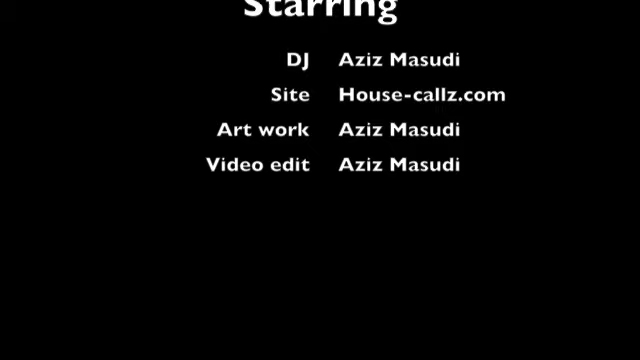 Starring
DJ Aziz Masudi
Site House-callz.com
Art work Aziz Masudi
Video edit Aziz Masudi